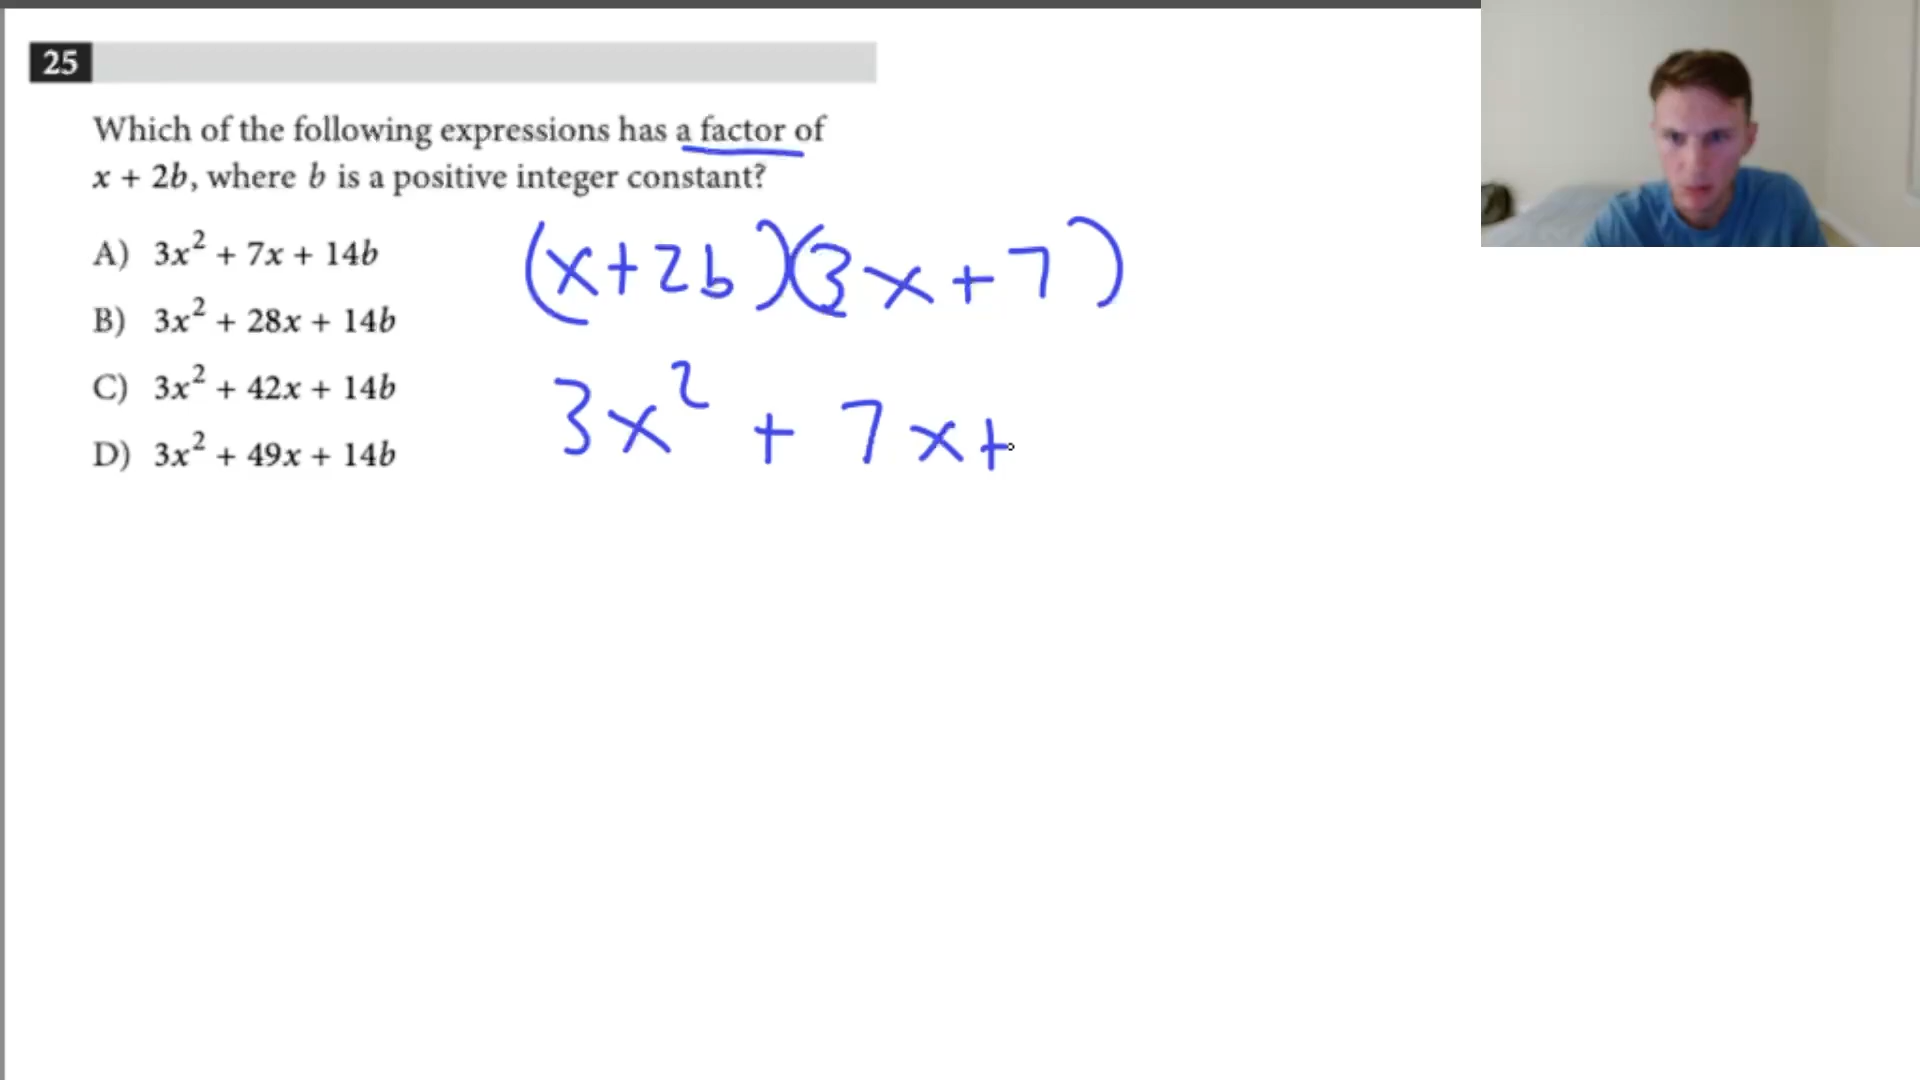 25
Which of the following expressions has a factor of
x + 2b, where b is a positive integer constant?
A) 3x² + 7x + 14b
B) 3x² + 28x + 14b
C) 3x² + 42x + 14b
D) 3x² + 49x + 14b
(x+2b)(3x+7)
3x² + 7x+